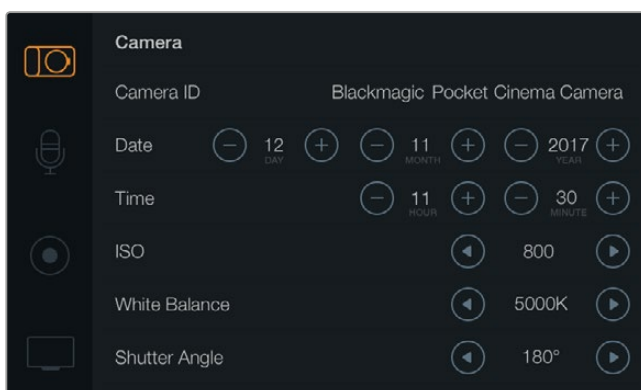 Camera
Camera ID Blackmagic Pocket Cinema Camera
Date − 12 + − 11 + − 2017 +
DAY MONTH YEAR
Time − 11 + − 30 +
HOUR MINUTE
ISO 800
White Balance 5000K
Shutter Angle 180°